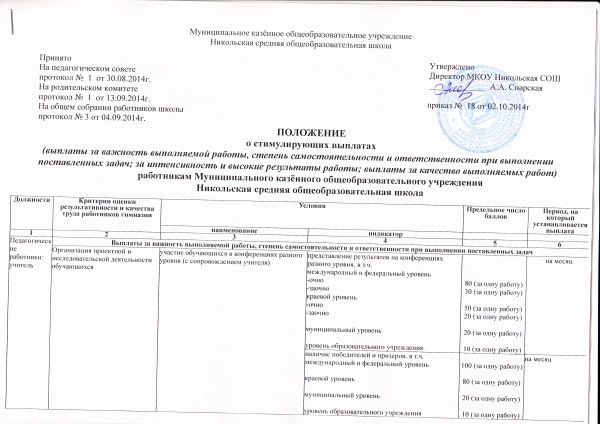 Муниципальное казённое общеобразовательное учреждение
Никольская средняя общеобразовательная школа
Принято
На педагогическом совете
протокол № 1 от 30.08.2014г.
На родительском комитете
протокол № 1 от 13.09.2014г.
На общем собрании работников школы
протокол № 3 от 04.09.2014г.
Утверждено
Директор МКОУ Никольская СОШ
А.А. Снарская
приказ № 18 от 02.10.2014г
ПОЛОЖЕНИЕ
о стимулирующих выплатах
(выплаты за важность выполняемой работы, степень самостоятельности и ответственности при выполнении
поставленных задач; за интенсивность и высокие результаты работы; выплаты за качество выполняемых работ)
работникам Муниципального казённого общеобразовательного учреждения
Никольская средняя общеобразовательная школа
Должности
Критерии оценки
результативности и качества
труда работников гимназии
Условия
Предельное число
баллов
Период, на
который
устанавливается
выплата
наименование
индикатор
1 2 3 4 5 6
Выплаты за важность выполняемой работы, степень самостоятельности и ответственности при выполнении поставленных задач
Педагогичес
кие
работники:
учитель
Организация проектной и
исследовательской деятельности
обучающихся
участие обучающихся в конференциях разного
уровня (с сопровождением учителя)
представление результатов на конференциях
разного уровня, в т.ч.
международный и федеральный уровень
-очно 80 (за одну работу)
-заочно 30 (за одну работу)
краевой уровень
-очно 50 (за одну работу)
-заочно 20 (за одну работу)
муниципальный уровень 20 (за одну работу)
уровень образовательного учреждения 10 (за одну работу)
на месяц
наличие победителей и призеров, в т.ч.
международный и федеральный уровень 100 (за одну работу)
краевой уровень 80 (за одну работу)
муниципальный уровень 20 (за одну работу)
уровень образовательного учреждения 10 (за одну работу)
на месяц